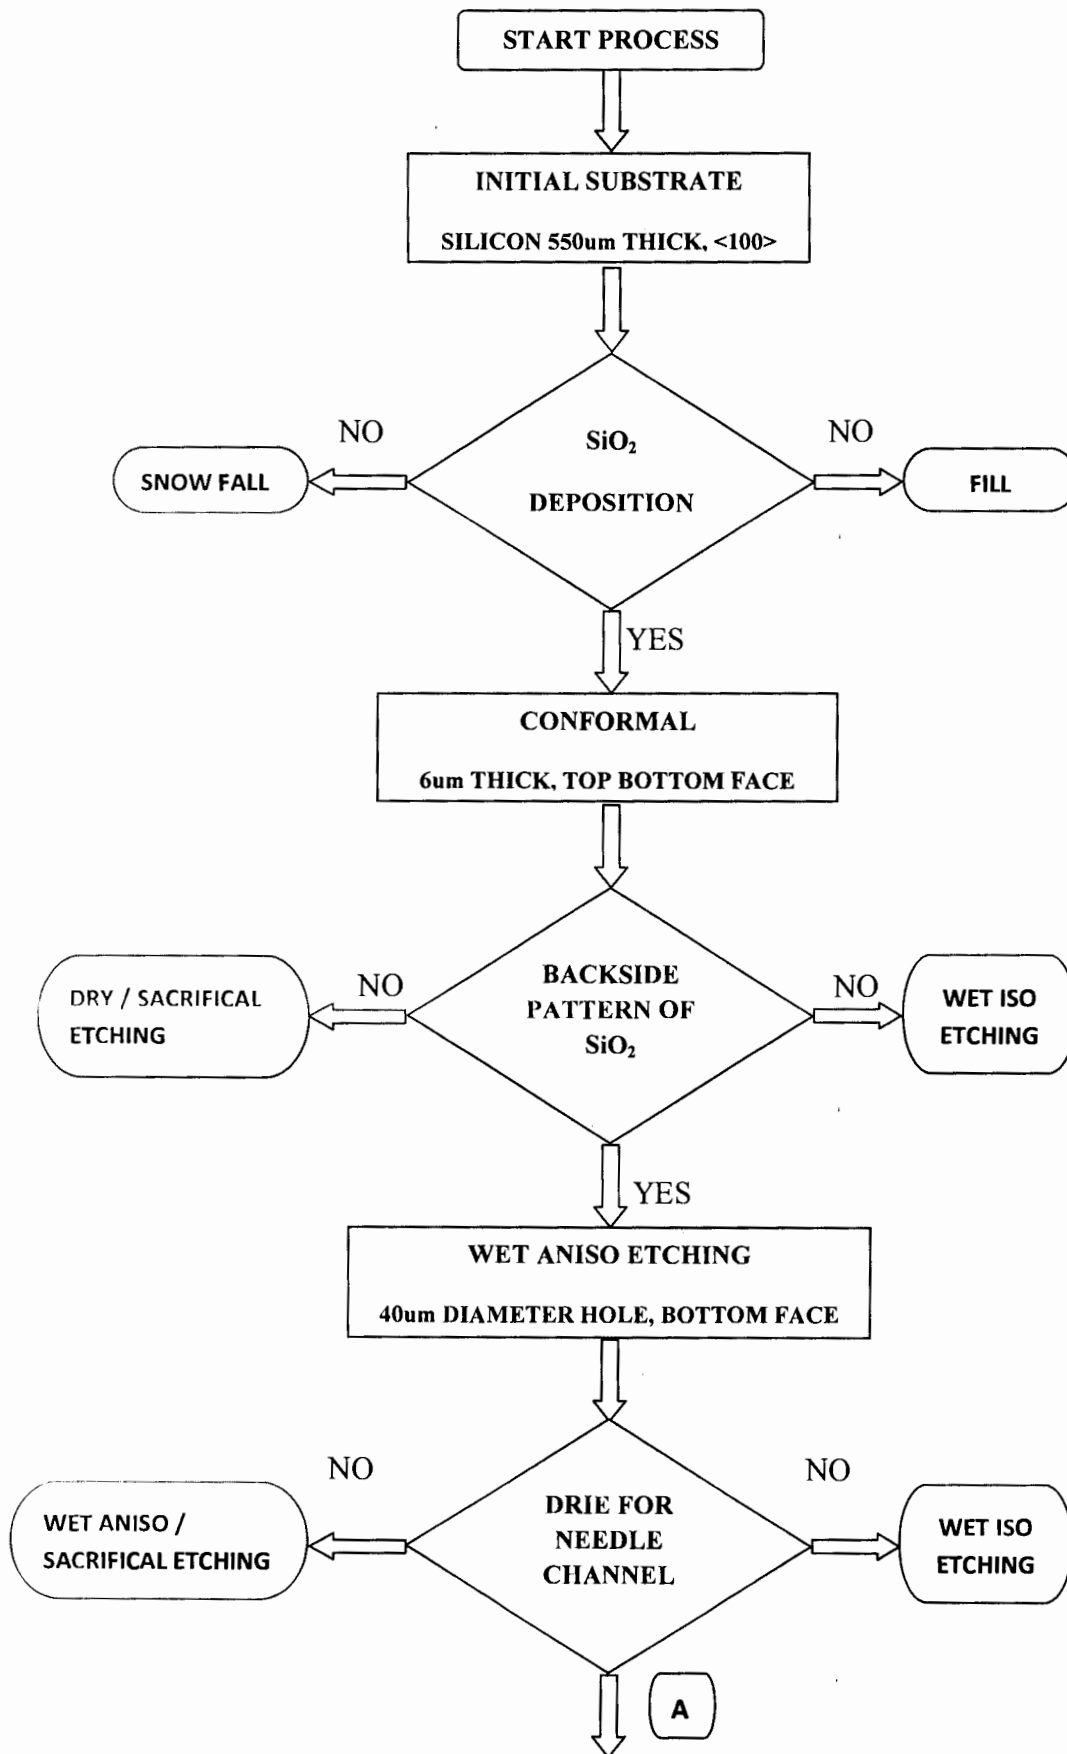 START PROCESS
INITIAL SUBSTRATE
SILICON 550um THICK, <100>
NO
NO
SiO₂
SNOW FALL
FILL
DEPOSITION
YES
CONFORMAL
6um THICK, TOP BOTTOM FACE
BACKSIDE
PATTERN OF
SiO₂
NO
NO
DRY / SACRIFICAL
ETCHING
WET ISO
ETCHING
YES
WET ANISO ETCHING
40um DIAMETER HOLE, BOTTOM FACE
NO
NO
DRIE FOR
NEEDLE
CHANNEL
WET ANISO /
SACRIFICAL ETCHING
WET ISO
ETCHING
A